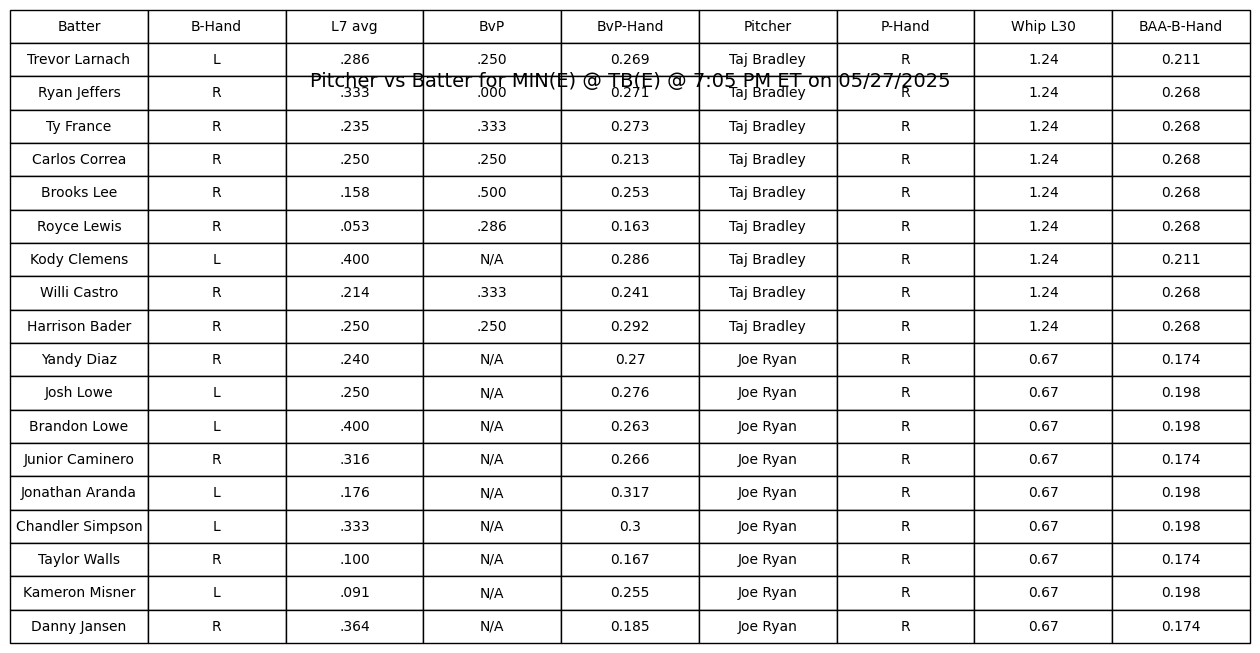 Batter B-Hand L7 avg BvP BvP-Hand Pitcher P-Hand Whip L30 BAA-B-Hand
Trevor Larnach L .286 .250 0.269 Taj Bradley R 1.24 0.211
Pitcher vs Batter for MIN(E) @ TB(E) @ 7:05 PM ET on 05/27/2025
Ryan Jeffers R .333 .000 0.271 Taj Bradley R 1.24 0.268
Ty France R .235 .333 0.273 Taj Bradley R 1.24 0.268
Carlos Correa R .250 .250 0.213 Taj Bradley R 1.24 0.268
Brooks Lee R .158 .500 0.253 Taj Bradley R 1.24 0.268
Royce Lewis R .053 .286 0.163 Taj Bradley R 1.24 0.268
Kody Clemens L .400 N/A 0.286 Taj Bradley R 1.24 0.211
Willi Castro R .214 .333 0.241 Taj Bradley R 1.24 0.268
Harrison Bader R .250 .250 0.292 Taj Bradley R 1.24 0.268
Yandy Diaz R .240 N/A 0.27 Joe Ryan R 0.67 0.174
Josh Lowe L .250 N/A 0.276 Joe Ryan R 0.67 0.198
Brandon Lowe L .400 N/A 0.263 Joe Ryan R 0.67 0.198
Junior Caminero R .316 N/A 0.266 Joe Ryan R 0.67 0.174
Jonathan Aranda L .176 N/A 0.317 Joe Ryan R 0.67 0.198
Chandler Simpson L .333 N/A 0.3 Joe Ryan R 0.67 0.198
Taylor Walls R .100 N/A 0.167 Joe Ryan R 0.67 0.174
Kameron Misner L .091 N/A 0.255 Joe Ryan R 0.67 0.198
Danny Jansen R .364 N/A 0.185 Joe Ryan R 0.67 0.174